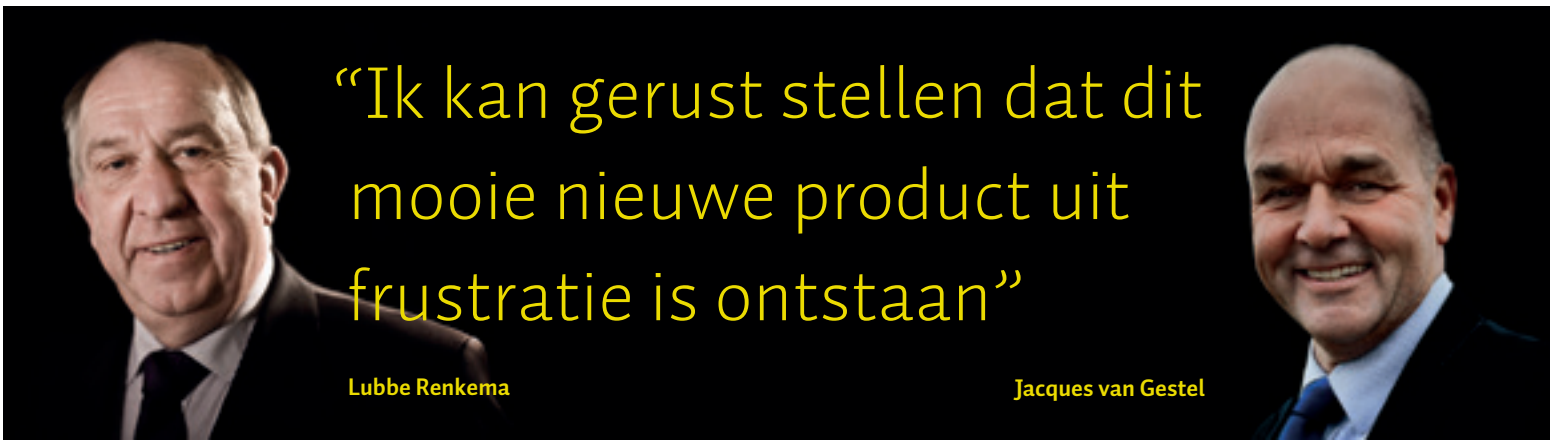 “Ik kan gerust stellen dat dit
mooie nieuwe product uit
frustratie is ontstaan”
Lubbe Renkema
Jacques van Gestel